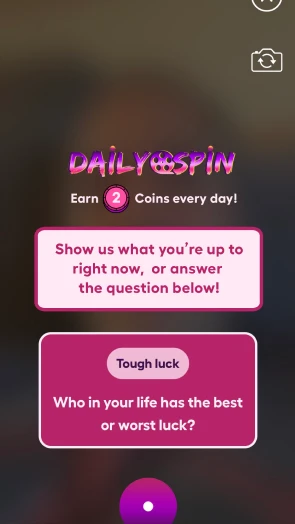 DAILY SPIN
Earn 2 Coins every day!
Show us what you're up to
right now, or answer
the question below!
Tough luck
Who in your life has the best
or worst luck?